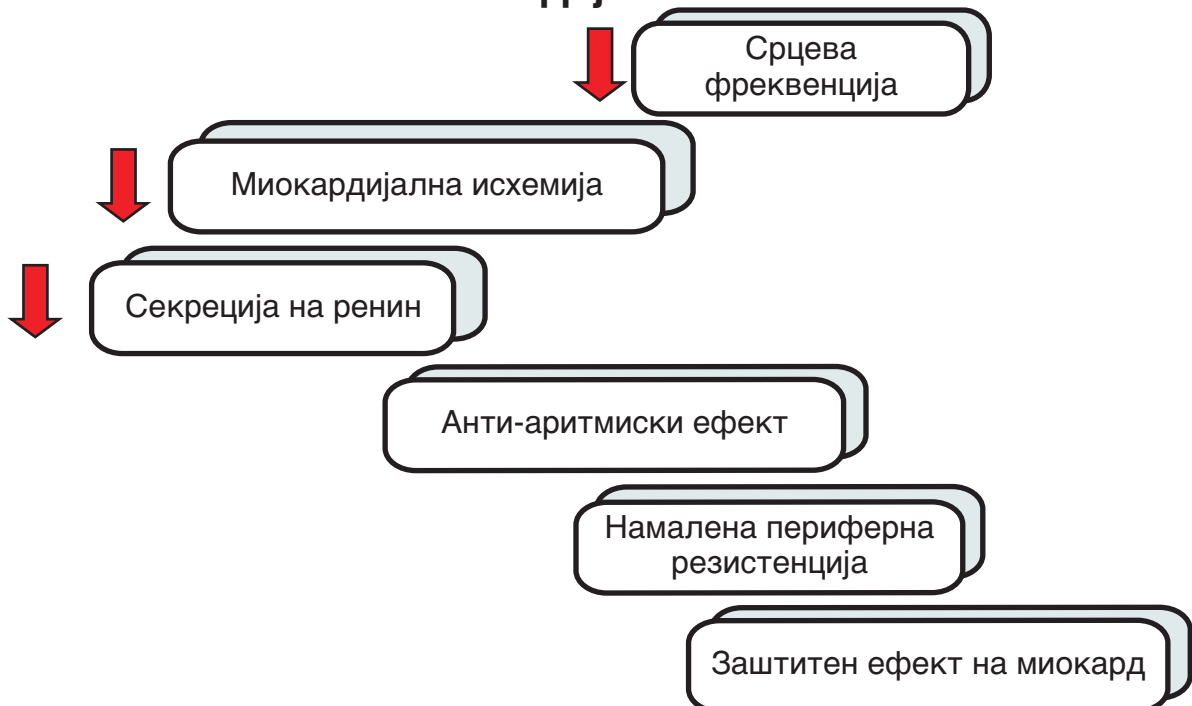 Срцева
фреквенција
Миокардијална исхемија
Секреција на ренин
Анти-аритмиски ефект
Намалена периферна
резистенција
Заштитен ефект на миокард